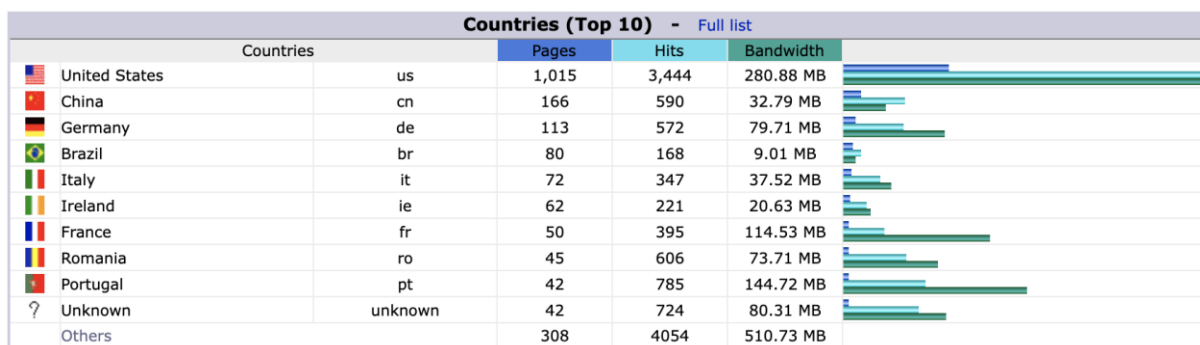 Countries (Top 10) - Full list
Countries Pages Hits Bandwidth
United States us 1,015 3,444 280.88 MB
China cn 166 590 32.79 MB
Germany de 113 572 79.71 MB
Brazil br 80 168 9.01 MB
Italy it 72 347 37.52 MB
Ireland ie 62 221 20.63 MB
France fr 50 395 114.53 MB
Romania ro 45 606 73.71 MB
Portugal pt 42 785 144.72 MB
? Unknown unknown 42 724 80.31 MB
Others 308 4054 510.73 MB